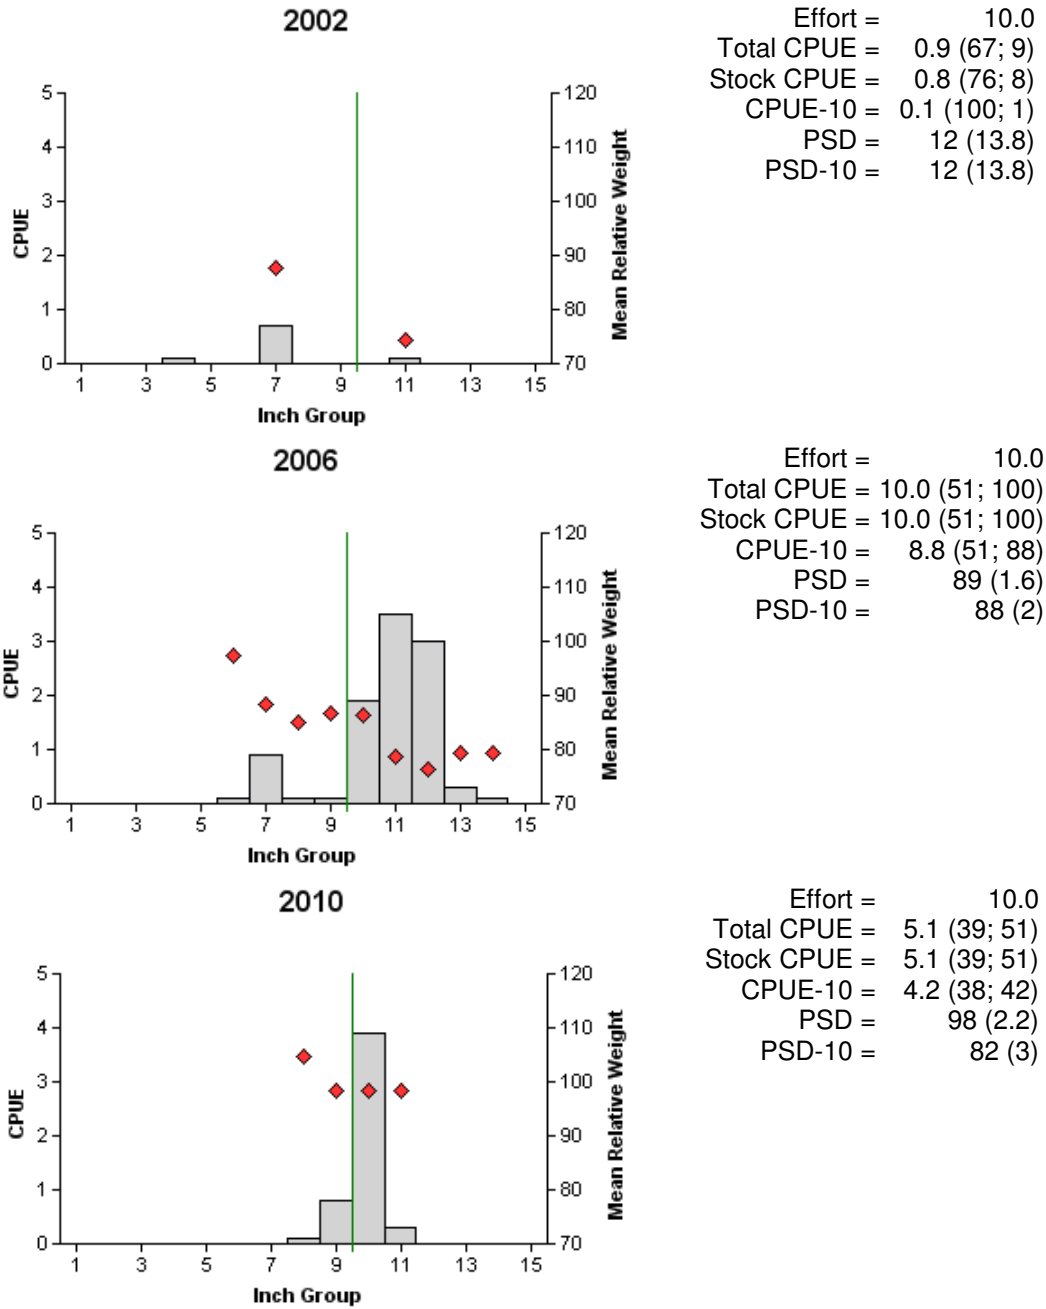 2002
Effort = 10.0
Total CPUE = 0.9 (67; 9)
Stock CPUE = 0.8 (76; 8)
CPUE-10 = 0.1 (100; 1)
PSD = 12 (13.8)
PSD-10 = 12 (13.8)
5 120
4 110
3 100
2 90
1 80
0 70
CPUE
Mean Relative Weight
1 3 5 7 9 11 13 15
Inch Group
2006
Effort = 10.0
Total CPUE = 10.0 (51; 100)
Stock CPUE = 10.0 (51; 100)
CPUE-10 = 8.8 (51; 88)
PSD = 89 (1.6)
PSD-10 = 88 (2)
5 120
4 110
3 100
2 90
1 80
0 70
CPUE
Mean Relative Weight
1 3 5 7 9 11 13 15
Inch Group
2010
Effort = 10.0
Total CPUE = 5.1 (39; 51)
Stock CPUE = 5.1 (39; 51)
CPUE-10 = 4.2 (38; 42)
PSD = 98 (2.2)
PSD-10 = 82 (3)
5 120
4 110
3 100
2 90
1 80
0 70
CPUE
Mean Relative Weight
1 3 5 7 9 11 13 15
Inch Group